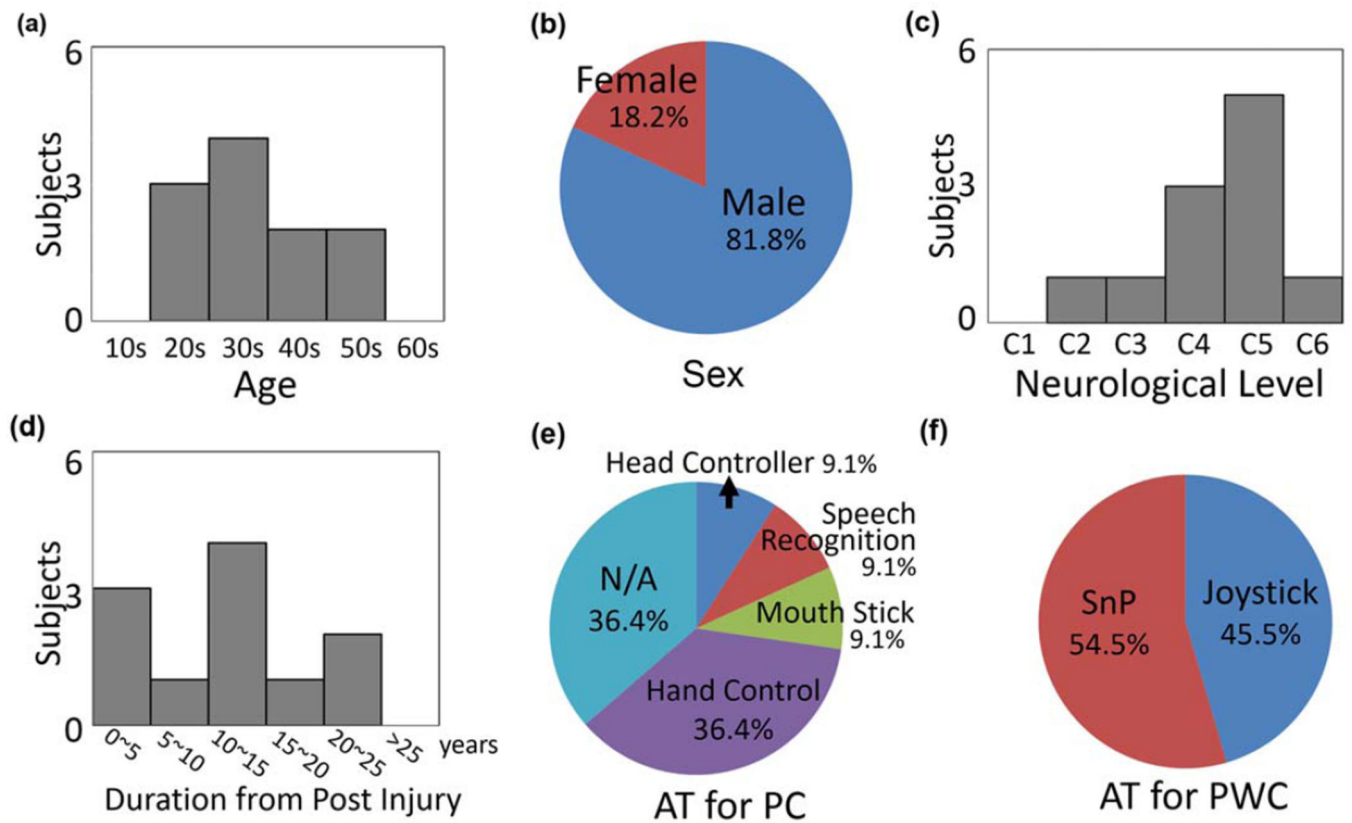 (a)
6
3
0
Subjects
10s 20s 30s 40s 50s 60s
Age
(b)
Female
18.2%
Male
81.8%
Sex
(c)
6
3
0
Subjects
C1 C2 C3 C4 C5 C6
Neurological Level
(d)
6
3
0
Subjects
0~5 5~10 10~15 15~20 20~25 >25 years
Duration from Post Injury
(e)
Head Controller 9.1%
Speech
Recognition
9.1%
Mouth Stick
9.1%
Hand Control
36.4%
N/A
36.4%
AT for PC
(f)
SnP
54.5%
Joystick
45.5%
AT for PWC